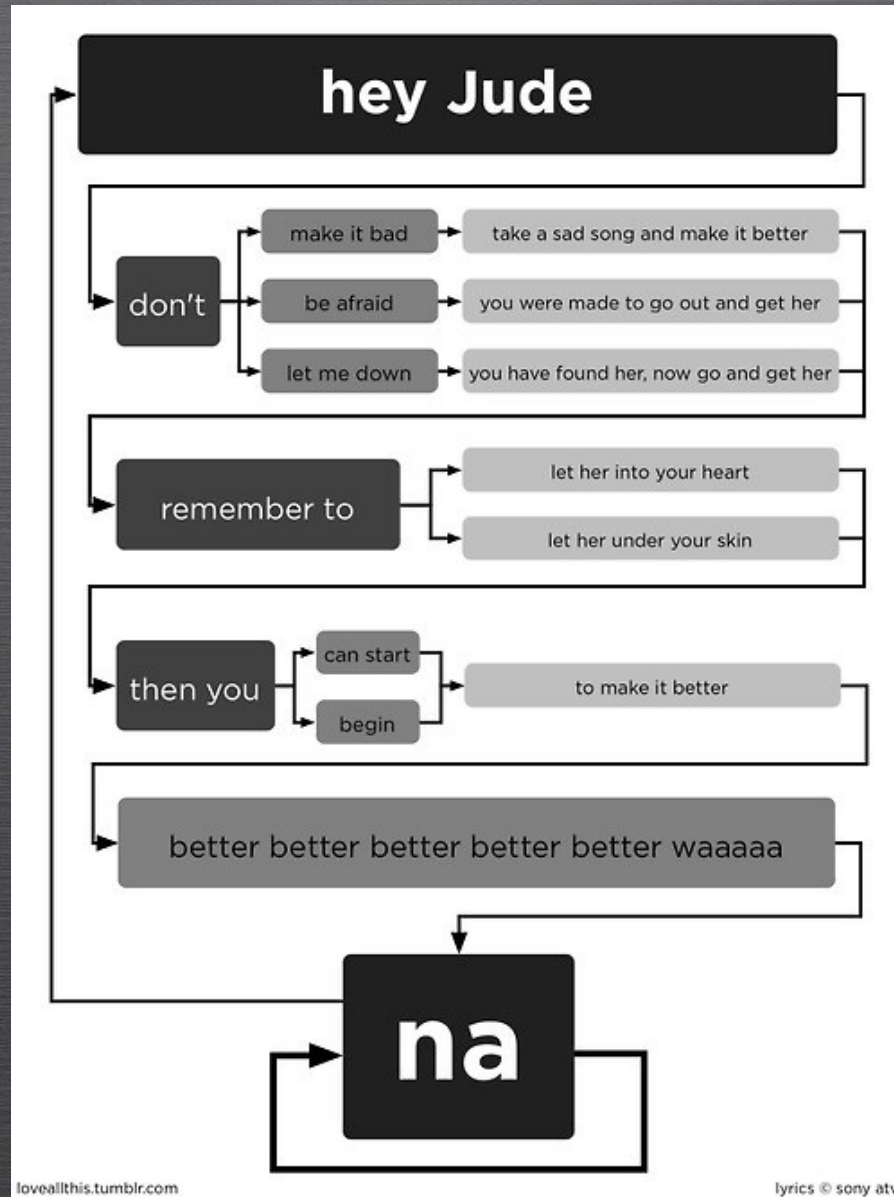 hey Jude
don't
make it bad
take a sad song and make it better
be afraid
you were made to go out and get her
let me down
you have found her, now go and get her
remember to
let her into your heart
let her under your skin
then you
can start
begin
to make it better
better better better better better waaaaa
na
loveallthis.tumblr.com
lyrics © sony atv